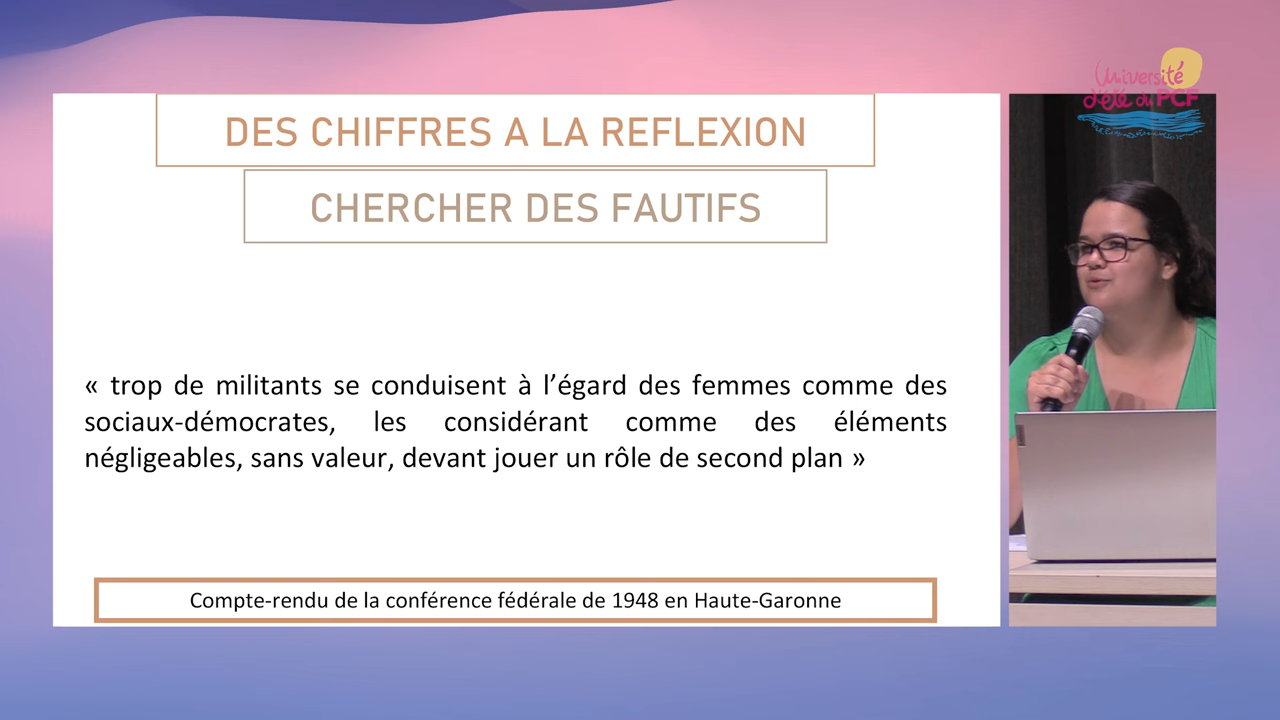 Université
d'été du PCF
DES CHIFFRES A LA REFLEXION
CHERCHER DES FAUTIFS
« trop de militants se conduisent à l'égard des femmes comme des
sociaux-démocrates, les considérant comme des éléments
négligeables, sans valeur, devant jouer un rôle de second plan »
Compte-rendu de la conférence fédérale de 1948 en Haute-Garonne